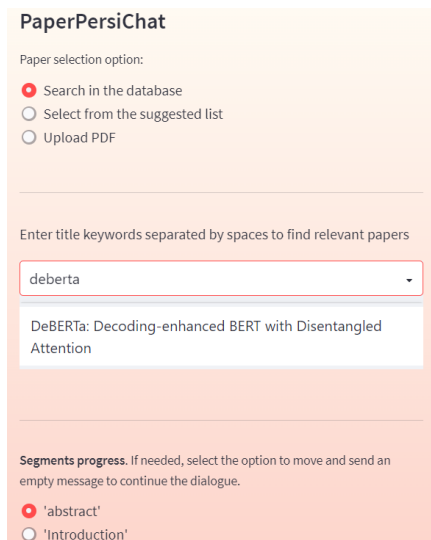 PaperPersiChat
Paper selection option:
Search in the database
Select from the suggested list
Upload PDF
Enter title keywords separated by spaces to find relevant papers
deberta
DeBERTa: Decoding-enhanced BERT with Disentangled
Attention
Segments progress. If needed, select the option to move and send an
empty message to continue the dialogue.
'abstract'
'Introduction'